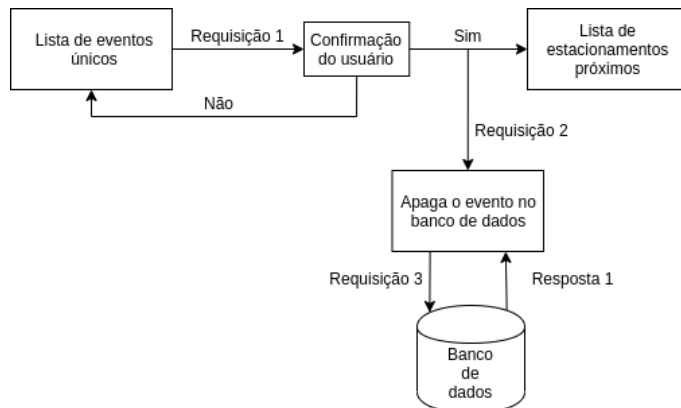 Lista de eventos
únicos
Requisição 1
Confirmação
do usuário
Sim
Lista de
estacionamentos
próximos
Não
Requisição 2
Apaga o evento no
banco de dados
Requisição 3
Resposta 1
Banco
de
dados